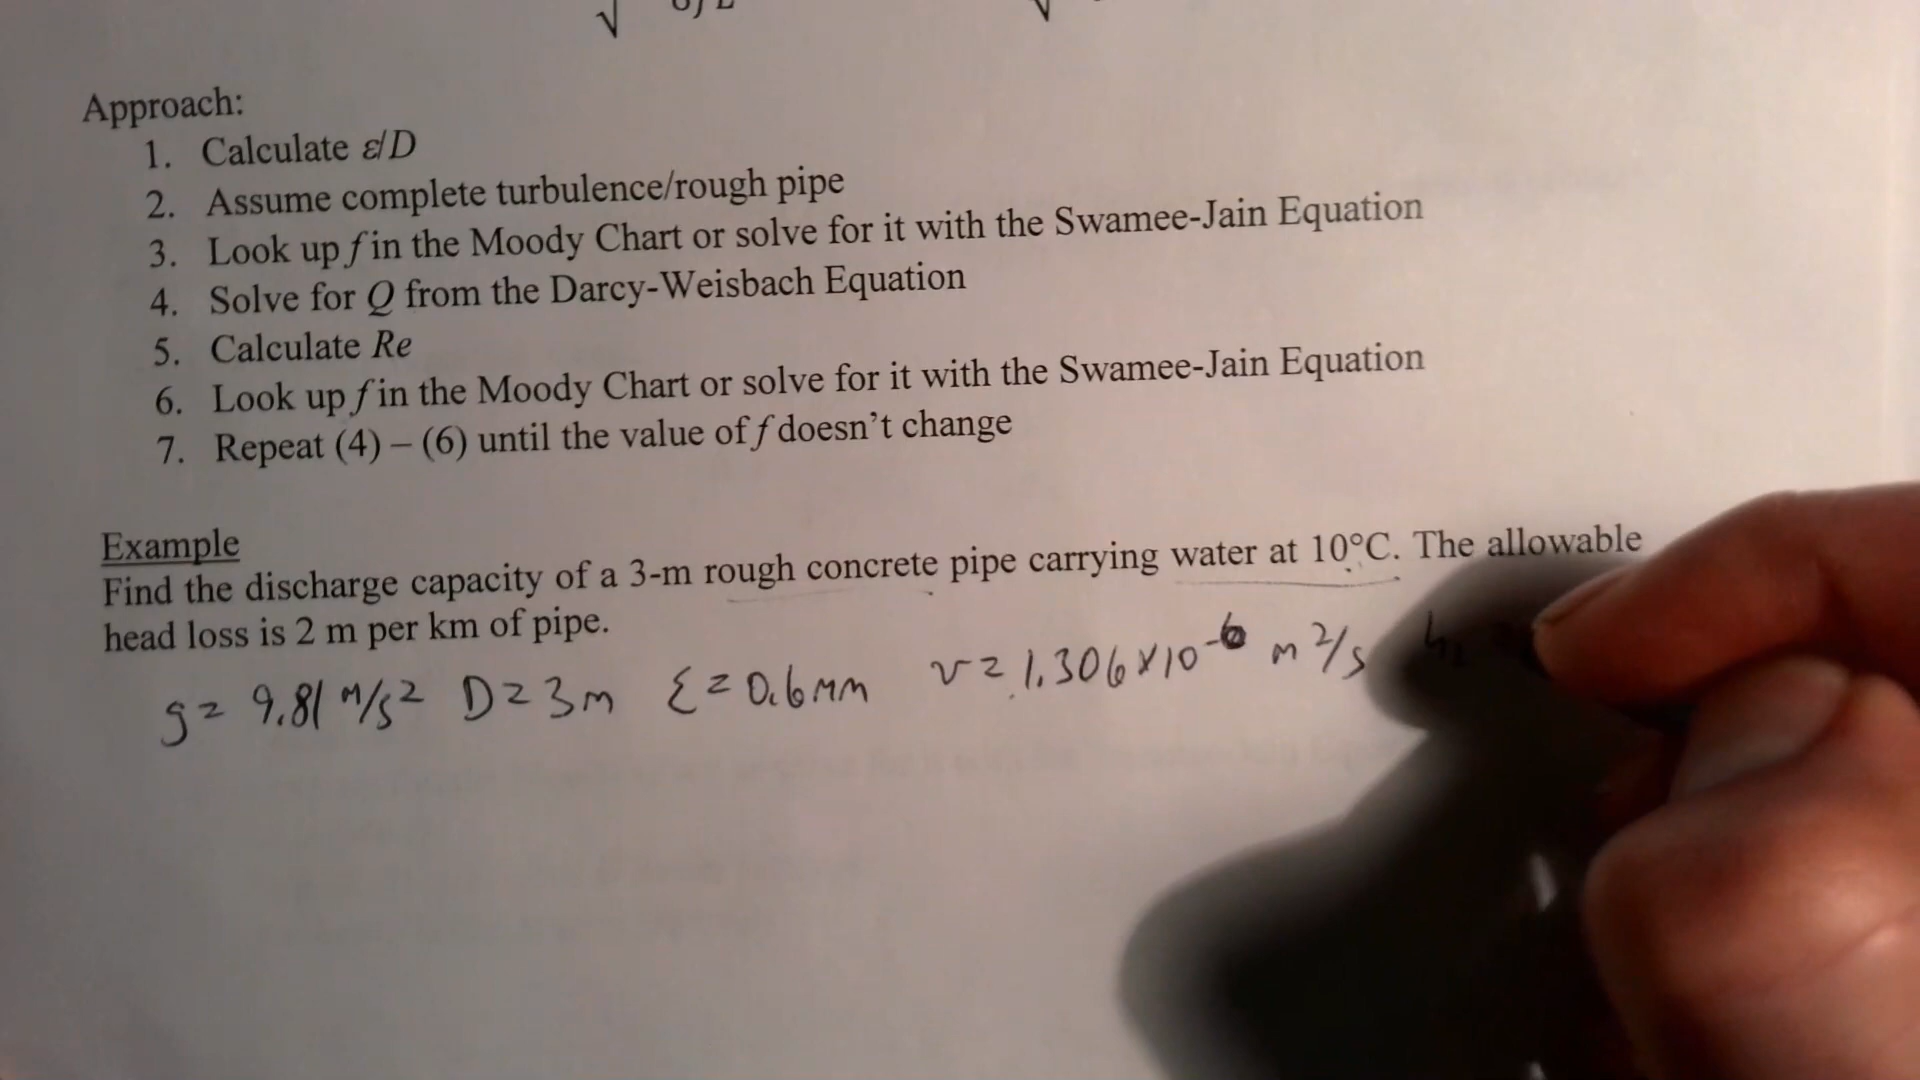 Approach:
1. Calculate ε/D
2. Assume complete turbulence/rough pipe
3. Look up f in the Moody Chart or solve for it with the Swamee-Jain Equation
4. Solve for Q from the Darcy-Weisbach Equation
5. Calculate Re
6. Look up f in the Moody Chart or solve for it with the Swamee-Jain Equation
7. Repeat (4) – (6) until the value of f doesn't change
Example
Find the discharge capacity of a 3-m rough concrete pipe carrying water at 10°C. The allowable
head loss is 2 m per km of pipe.
g = 9.81 m/s² D = 3m ε = 0.6mm ν = 1.306×10⁻⁶ m²/s h